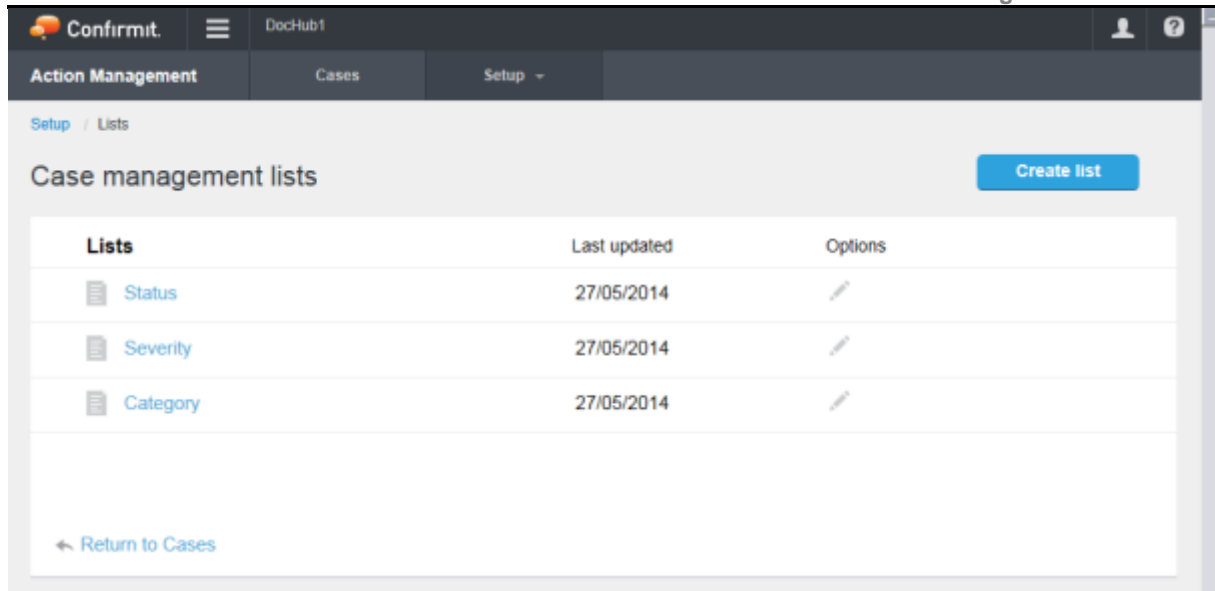 Confirmit. DocHub1
Action Management Cases Setup
Setup / Lists
Case management lists Create list
Lists Last updated Options
Status 27/05/2014
Severity 27/05/2014
Category 27/05/2014
Return to Cases